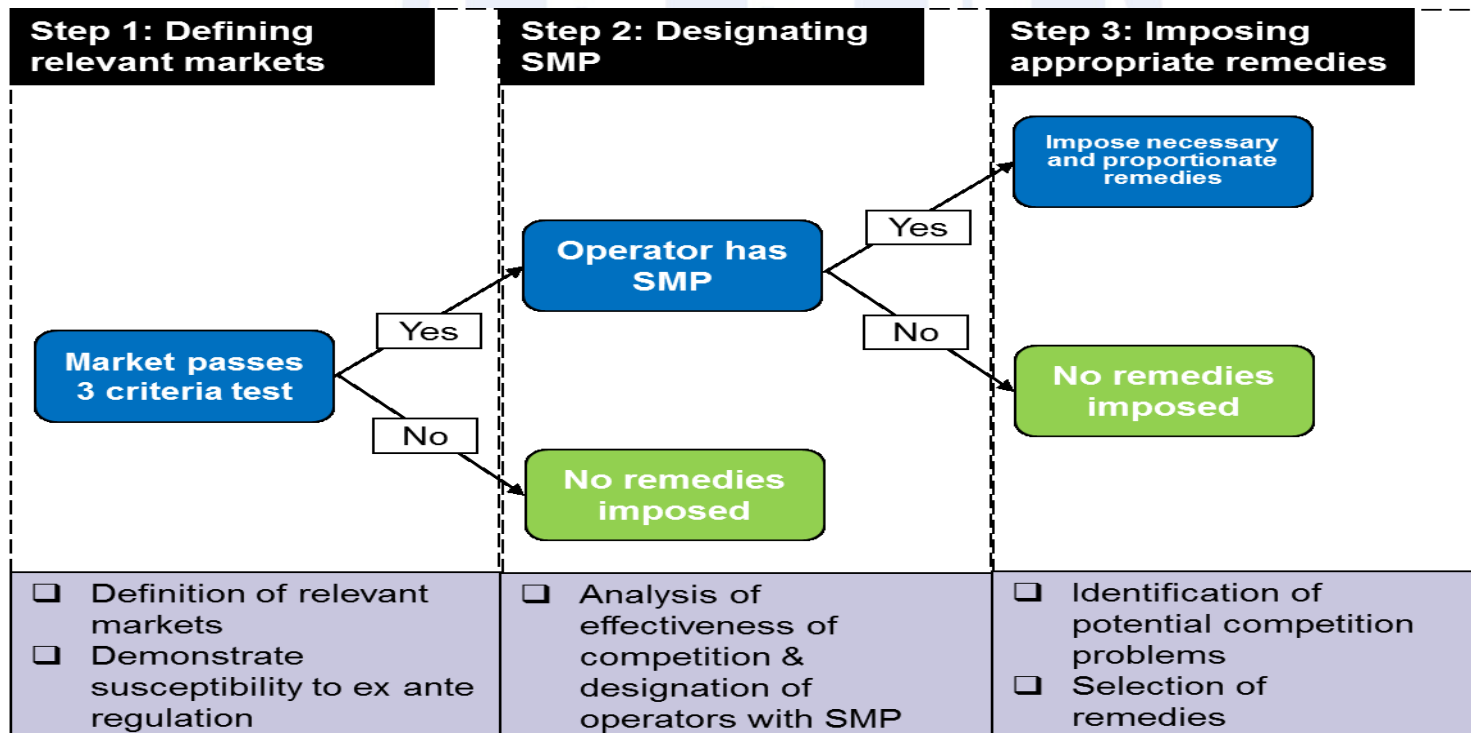 Step 1: Defining
relevant markets
Step 2: Designating
SMP
Step 3: Imposing
appropriate remedies
Impose necessary
and proportionate
remedies
Yes
Operator has
SMP
Yes
No
Market passes
3 criteria test
No remedies
imposed
No
No remedies
imposed
❑ Definition of relevant
markets
❑ Demonstrate
susceptibility to ex ante
regulation
❑ Analysis of
effectiveness of
competition &
designation of
operators with SMP
❑ Identification of
potential competition
problems
❑ Selection of
remedies